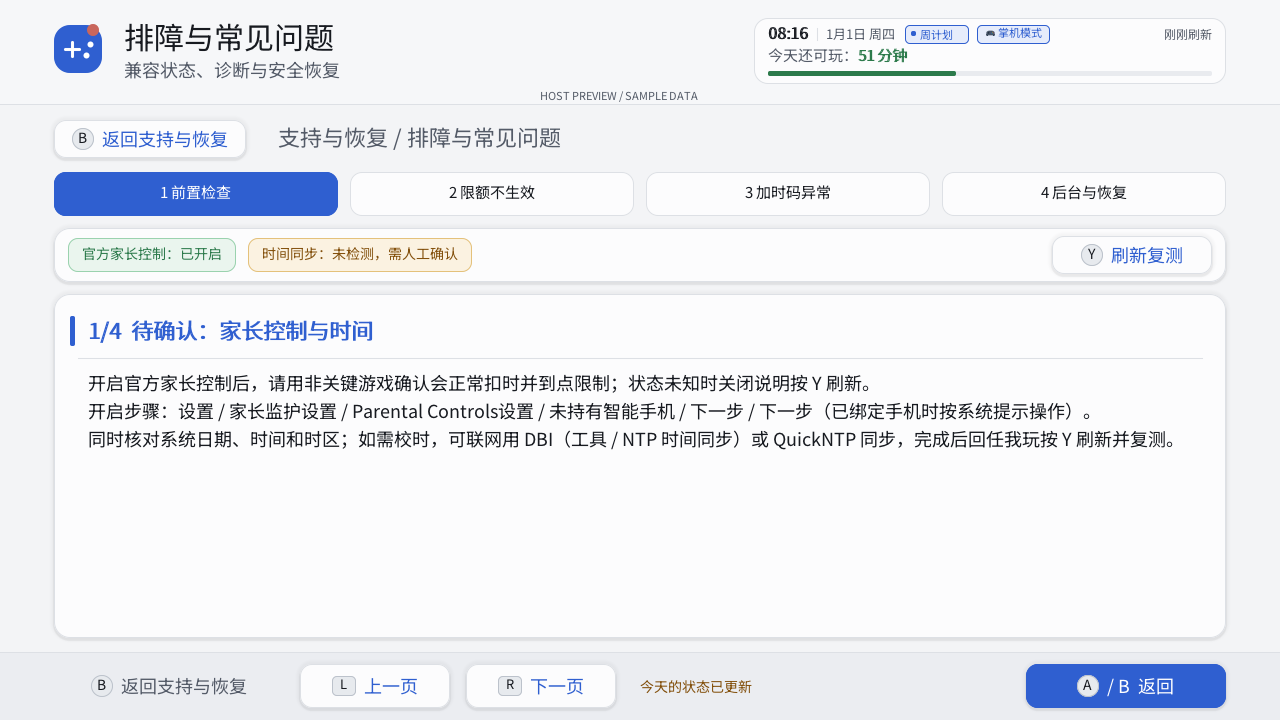 排障与常见问题
兼容状态、诊断与安全恢复
08:16 1月1日 周四 周计划 掌机模式 刚刚刷新
今天还可玩：51 分钟
HOST PREVIEW / SAMPLE DATA
B 返回支持与恢复 支持与恢复 / 排障与常见问题
1 前置检查 2 限额不生效 3 加时码异常 4 后台与恢复
官方家长控制：已开启 时间同步：未检测，需人工确认 Y 刷新复测
1/4 待确认：家长控制与时间
开启官方家长控制后，请用非关键游戏确认会正常扣时并到点限制；状态未知时关闭说明按 Y 刷新。
开启步骤：设置 / 家长监护设置 / Parental Controls设置 / 未持有智能手机 / 下一步 / 下一步（已绑定手机时按系统提示操作）。
同时核对系统日期、时间和时区；如需校时，可联网用 DBI（工具 / NTP 时间同步）或 QuickNTP 同步，完成后回任我玩按 Y 刷新并复测。
B 返回支持与恢复 L 上一页 R 下一页 今天的状态已更新 A / B 返回